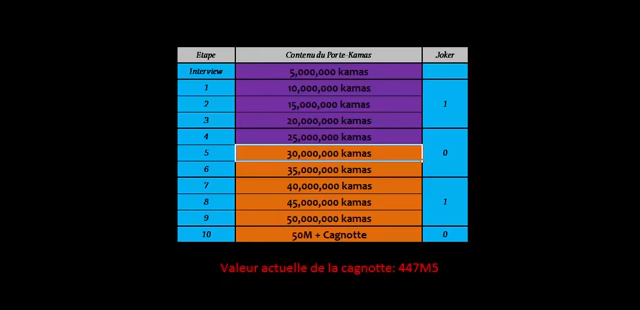 Etape Contenu du Porte-Kamas Joker
Interview 5,000,000 kamas
1 10,000,000 kamas
2 15,000,000 kamas 1
3 20,000,000 kamas
4 25,000,000 kamas
5 30,000,000 kamas 0
6 35,000,000 kamas
7 40,000,000 kamas
8 45,000,000 kamas 1
9 50,000,000 kamas
10 50M + Cagnotte 0
Valeur actuelle de la cagnotte: 447M5